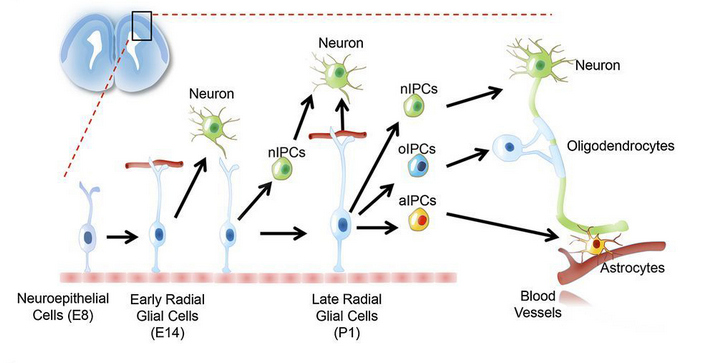 Neuron
Neuron
nIPCs
Neuron
nIPCs
oIPCs
Oligodendrocytes
aIPCs
Astrocytes
Blood
Vessels
Neuroepithelial
Cells (E8)
Early Radial
Glial Cells
(E14)
Late Radial
Glial Cells
(P1)